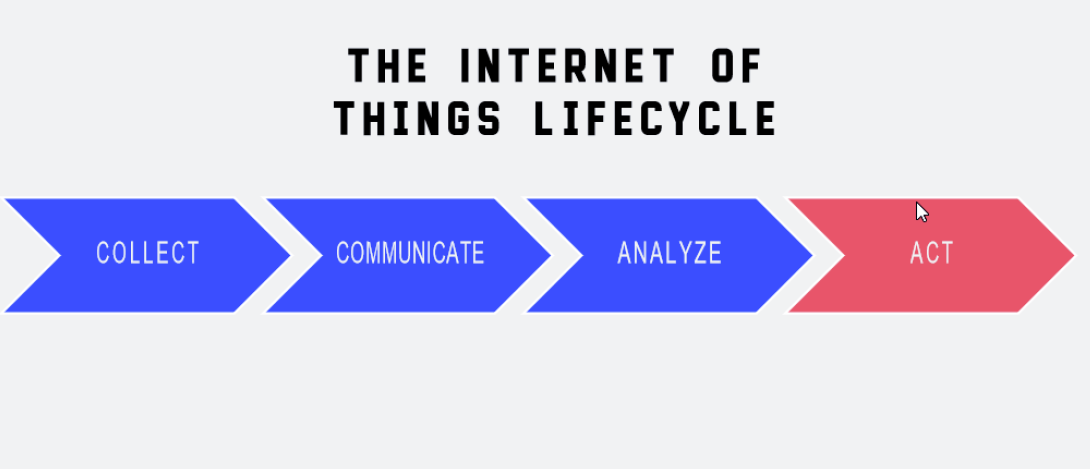 THE INTERNET OF
THINGS LIFECYCLE
COLLECT
COMMUNICATE
ANALYZE
ACT